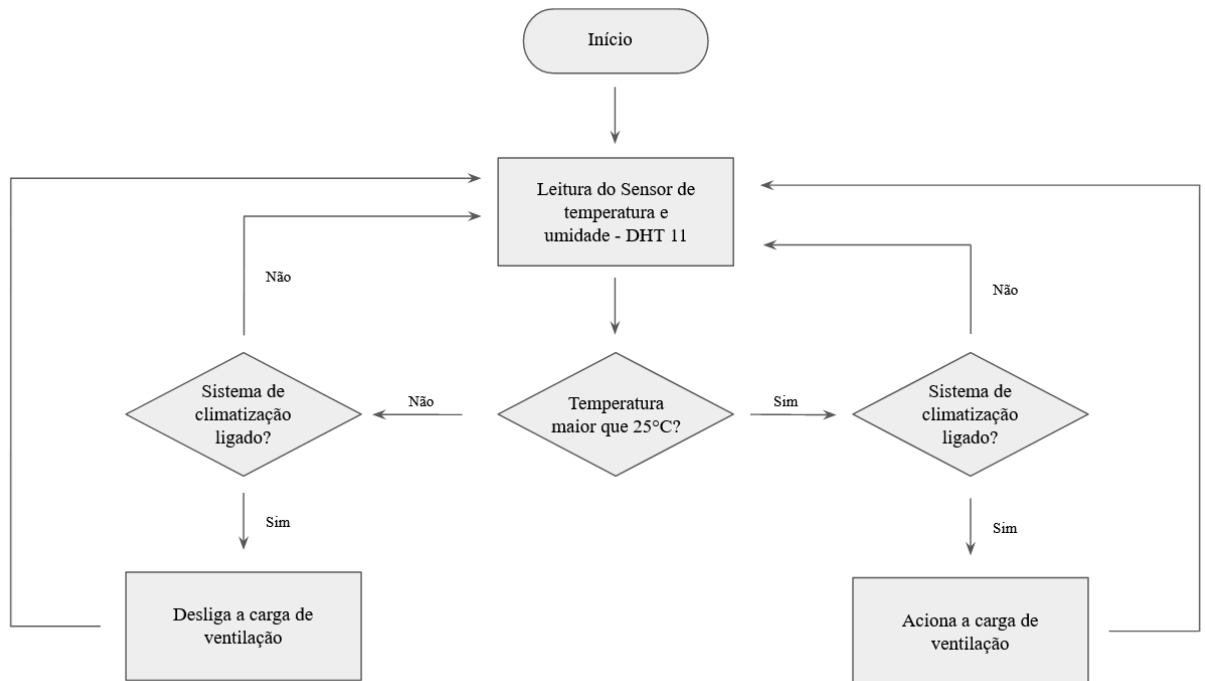 Início
Leitura do Sensor de
temperatura e
umidade - DHT 11
Não
Não
Sistema de
climatização
ligado?
Não
Temperatura
maior que 25°C?
Sim
Sistema de
climatização
ligado?
Sim
Sim
Desliga a carga de
ventilação
Aciona a carga de
ventilação